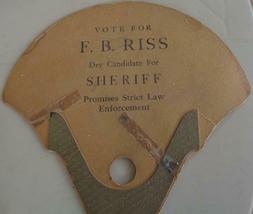 VOTE FOR
F. B. RISS
Dry Candidate For
SHERIFF
Promises Strict Law
Enforcement